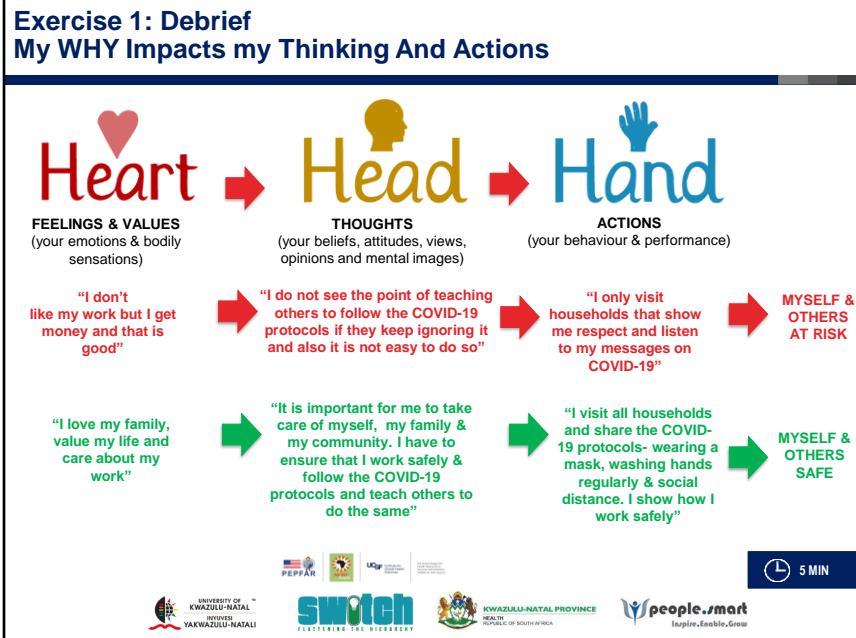 Exercise 1: Debrief
My WHY Impacts my Thinking And Actions
Heart
Head
Hand
FEELINGS & VALUES
(your emotions & bodily
sensations)
THOUGHTS
(your beliefs, attitudes, views,
opinions and mental images)
ACTIONS
(your behaviour & performance)
“I don’t
like my work but I get
money and that is
good”
“I do not see the point of teaching
others to follow the COVID-19
protocols if they keep ignoring it
and also it is not easy to do so”
“I only visit
households that show
me respect and listen
to my messages on
COVID-19”
MYSELF &
OTHERS
AT RISK
“I love my family,
value my life and
care about my
work”
“It is important for me to take
care of myself,  my family &
my community. I have to
ensure that I work safely &
follow the COVID-19
protocols and teach others to
do the same”
“I visit all households
and share the COVID-
19 protocols- wearing a
mask, washing hands
regularly & social
distance. I show how I
work safely”
MYSELF &
OTHERS
SAFE
PEPFAR
UCSF
5 MIN
UNIVERSITY OF
KWAZULU-NATAL
INYUVESI
YAKWAZULU-NATALI
switch
FLATTENING THE HIERARCHY
KWAZULU-NATAL PROVINCE
HEALTH
REPUBLIC OF SOUTH AFRICA
people.smart
Inspire.Enable.Grow